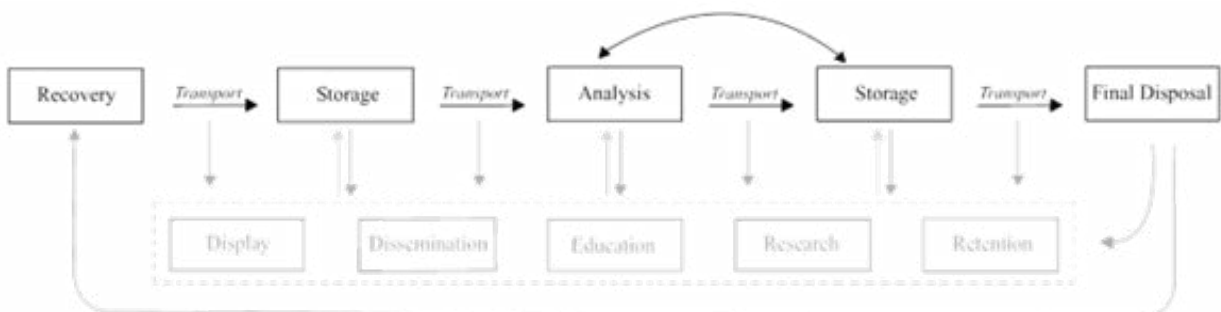 Recovery
Transport
Storage
Transport
Analysis
Transport
Storage
Transport
Final Disposal
Display
Dissemination
Education
Research
Retention